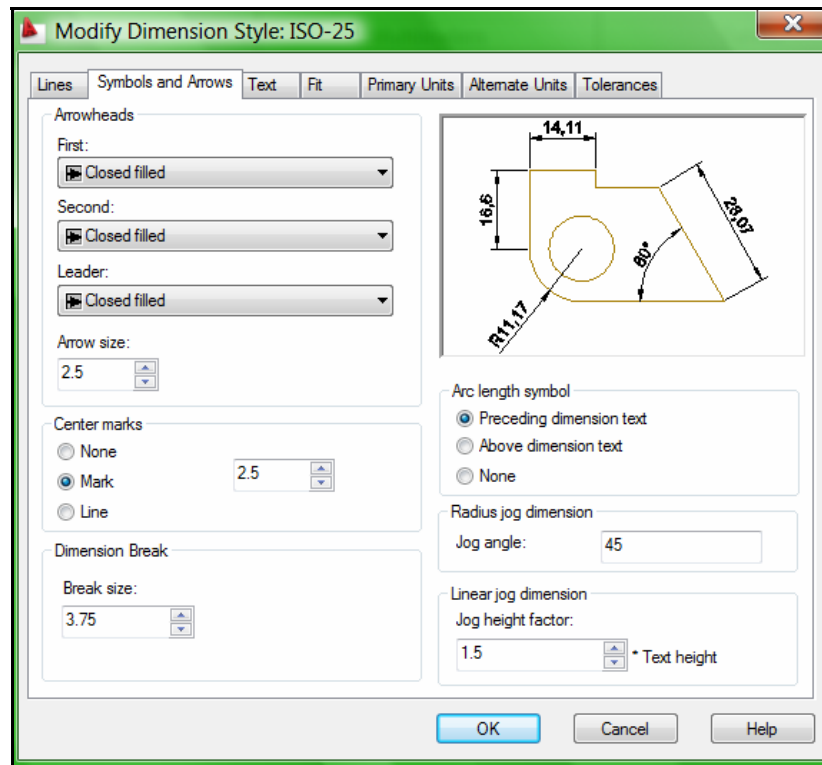 Modify Dimension Style: ISO-25
Lines
Symbols and Arrows
Text
Fit
Primary Units
Alternate Units
Tolerances
Arrowheads
First:
Closed filled
Second:
Closed filled
Leader:
Closed filled
Arrow size:
2.5
Center marks
None
Mark
2.5
Line
Dimension Break
Break size:
3.75
14,11
16,6
28,07
60°
R11,17
Arc length symbol
Preceding dimension text
Above dimension text
None
Radius jog dimension
Jog angle:
45
Linear jog dimension
Jog height factor:
1.5
* Text height
OK
Cancel
Help